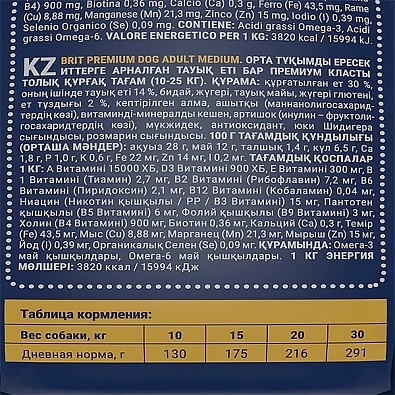 B4) 900 mg, Biotina 0,36 mg, Calcio (Ca) 0,3 g, Ferro (Fe) 43,5 mg, Rame
(Cu) 8,88 mg, Manganese (Mn) 21,3 mg, Zinco (Zn) 15 mg, Iodio (I) 0,39 mg,
Selenio Organico (Se) 0,09 mg. CONTIENE: Acidi grassi Omega-3, Acidi
grassi Omega-6. VALORE ENERGETICO PER 1 KG: 3820 kcal / 15994 kJ.
KZ BRIT PREMIUM DOG ADULT MEDIUM. ОРТА ТҰҚЫМДЫ ЕРЕСЕК
ИТТЕРГЕ АРНАЛҒАН ТАУЫҚ ЕТІ БАР ПРЕМИУМ КЛАСТЫ
ТОЛЫҚ ҚҰРҒАҚ ТАҒАМ (10-25 КГ). ҚҰРАМА: құрғатылған ет 30 %,
оның ішінде тауық еті 14 %, бидай, жүгері, тауық майы, жүгері глютені,
ет тұздығы 2 %, кептірілген алма, ашытқы (маннанолигосахарид-
тердің көзі), витаминді-минералды кешен, артишок (инулин – фруктоли-
госахаридтердің көзі), мүкжидек, антиоксидант, юкки Шидигера
сығындысы, розмарин сығындысы. 100 Г ТАҒАМДЫҚ ҚҰНДЫЛЫҒЫ
(ОРТАША МӘНДЕР): ақуыз 28 г, май 12 г, талшық 1,4 г, күл 6,5 г, Ca
1,8 г, P 1,0 г, K 0,6 г, Fe 22 мг, Zn 14 мг, I 0,2 мг. ТАҒАМДЫҚ ҚОСПАЛАР
1 КГ: А Витамині 15000 ХБ, D3 Витамині 900 ХБ, Е Витамині 300 мг, В
1 Витамині (Тиамин) 2,7 мг, В2 Витамині (Рибофлавин) 7,2 мг, В6
Витамині (Пиридоксин) 2,1 мг, В12 Витамині (Кобаламин) 0,04 мг,
Ниацин (Никотин қышқылы / РР / В3 Витамині) 15 мг, Пантотен
қышқылы (В5 Витамині) 6 мг, Фолий қышқылы (В9 Витамині) 3 мг,
Холин (В4 Витамині) 900 мг, Биотин 0,36 мг, Кальций (Ca) 0,3 г, Темір
(Fe) 43,5 мг, Мыс (Cu) 8,88 мг, Марганец (Mn) 21,3 мг, Мырыш (Zn) 15 мг,
Йод (I) 0,39 мг, Органикалық Селен (Se) 0,09 мг. ҚҰРАМЫНДА: Омега-3
май қышқылдары, Омега-6 май қышқылдары. 1 КГ ЭНЕРГИЯ
МӨЛШЕРІ: 3820 ккал / 15994 кДж
Таблица кормления:
Вес собаки, кг 10 15 20 30
Дневная норма, г 130 175 216 291